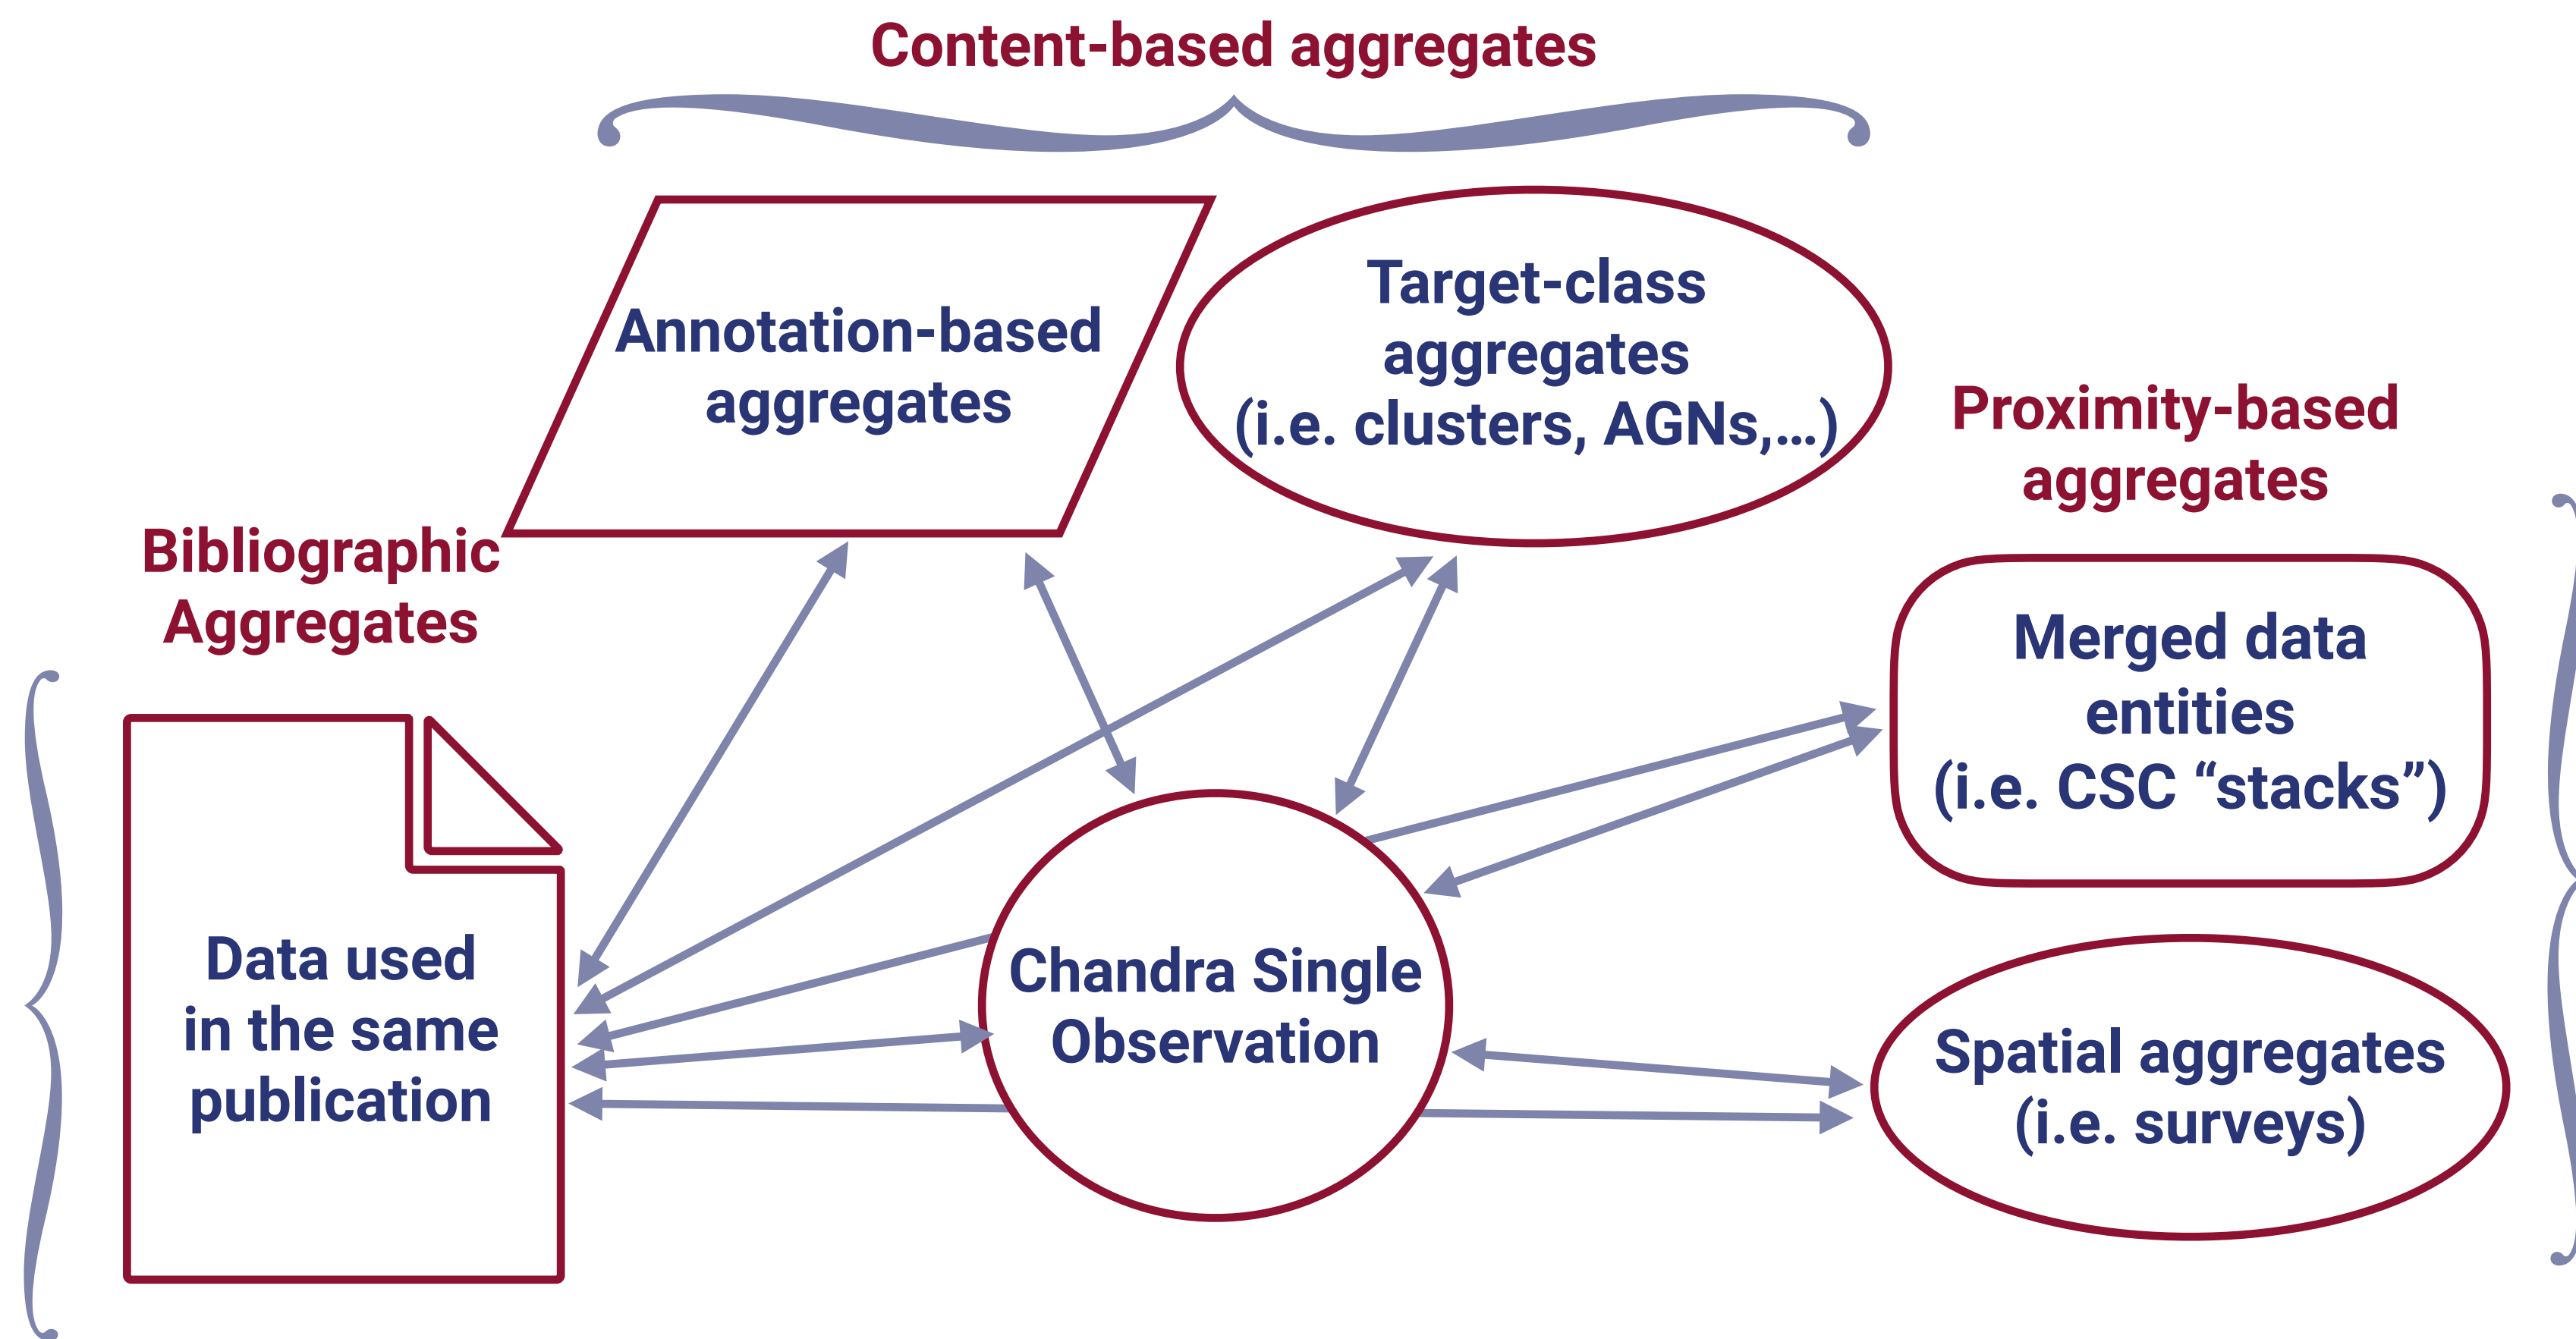 Content-based aggregates
Annotation-based
aggregates
Target-class
aggregates
(i.e. clusters, AGNs,...)
Proximity-based
aggregates
Bibliographic
Aggregates
Merged data
entities
(i.e. CSC “stacks”)
Data used
in the same
publication
Chandra Single
Observation
Spatial aggregates
(i.e. surveys)